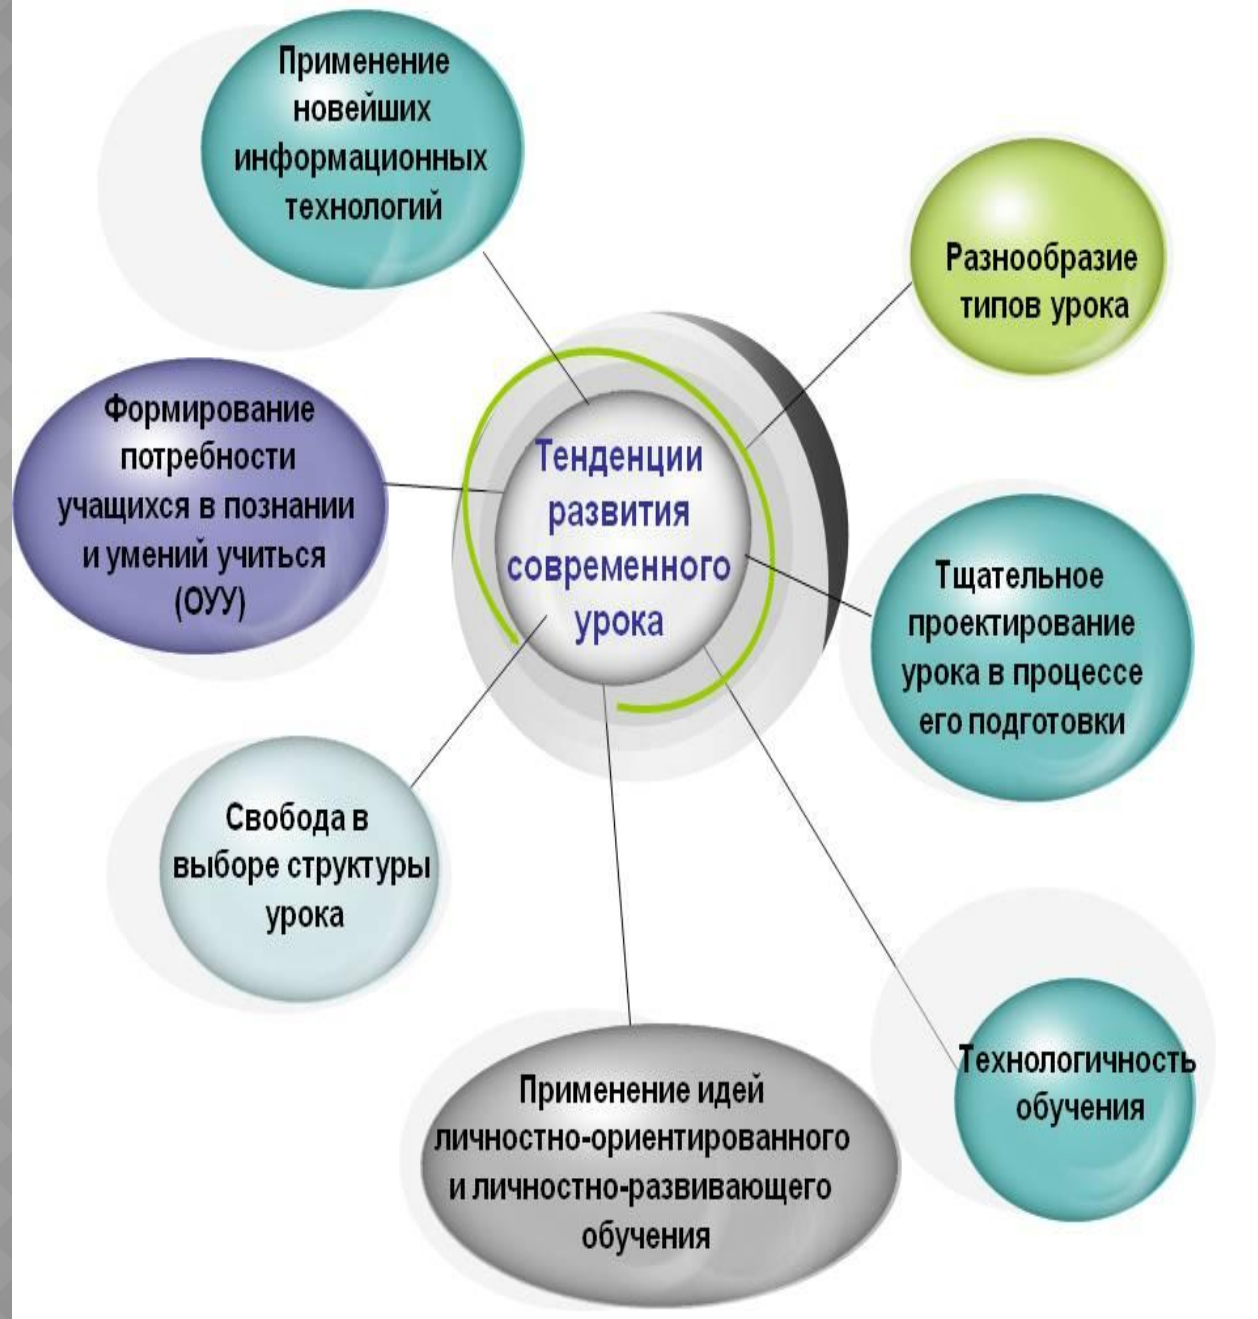 Применение
новейших
информационных
технологий
Разнообразие
типов урока
Формирование
потребности
учащихся в познании
и умений учиться
(ОУУ)
Тенденции
развития
современного
урока
Тщательное
проектирование
урока в процессе
его подготовки
Свобода в
выборе структуры
урока
Технологичность
обучения
Применение идей
личностно-ориентированного
и личностно-развивающего
обучения